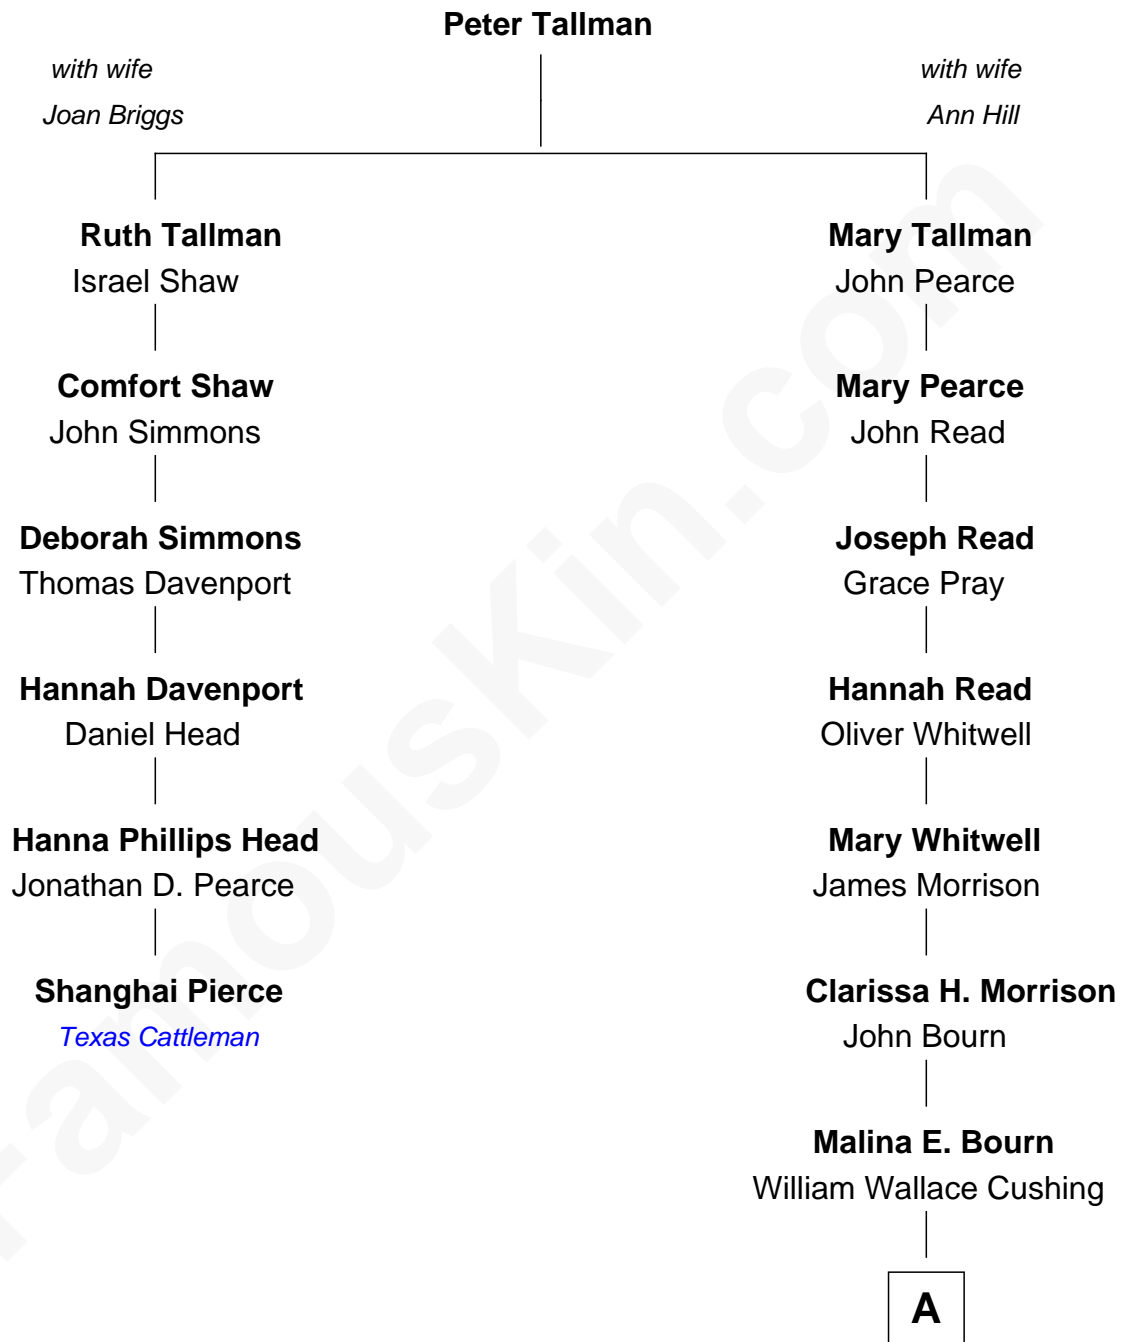 Peter Tallman
with wife
Joan Briggs
with wife
Ann Hill
Ruth Tallman
Israel Shaw
Mary Tallman
John Pearce
Comfort Shaw
John Simmons
Mary Pearce
John Read
Deborah Simmons
Thomas Davenport
Joseph Read
Grace Pray
Hannah Davenport
Daniel Head
Hannah Read
Oliver Whitwell
Hanna Phillips Head
Jonathan D. Pearce
Mary Whitwell
James Morrison
Shanghai Pierce
Texas Cattleman
Clarissa H. Morrison
John Bourn
Malina E. Bourn
William Wallace Cushing
A
FamousKin.com